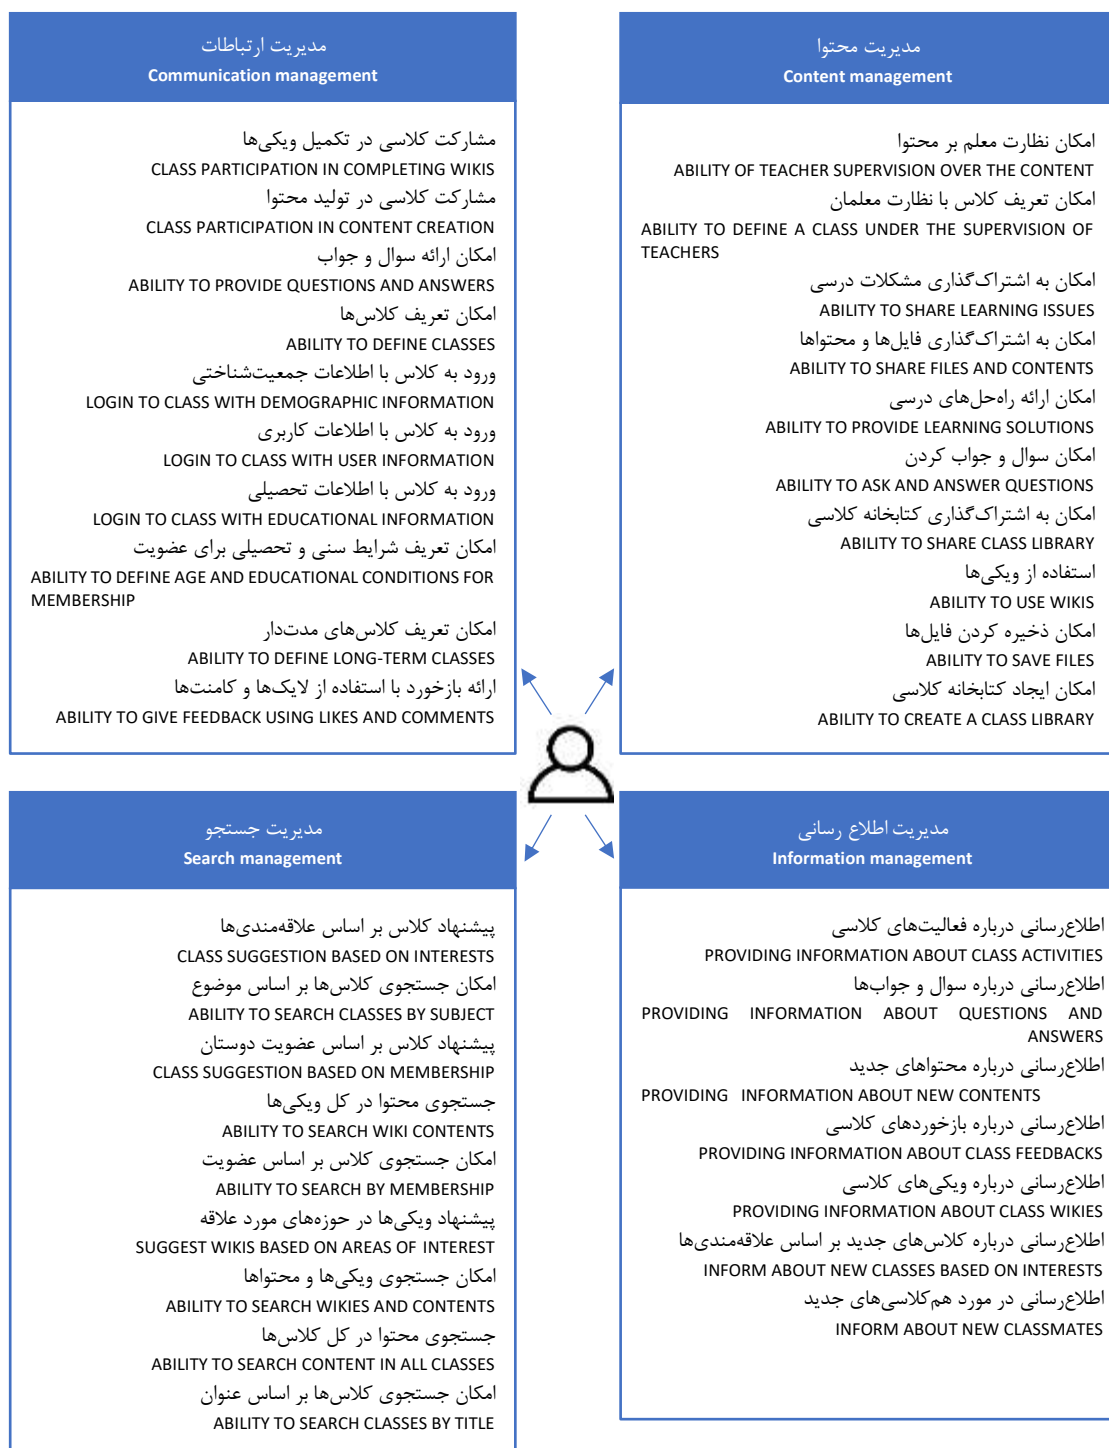 مدیریت ارتباطات
Communication management
مشارکت کلاسی در تکمیل ویکی‌ها
CLASS PARTICIPATION IN COMPLETING WIKIS
مشارکت کلاسی در تولید محتوا
CLASS PARTICIPATION IN CONTENT CREATION
امکان ارائه سوال و جواب
ABILITY TO PROVIDE QUESTIONS AND ANSWERS
امکان تعریف کلاس‌ها
ABILITY TO DEFINE CLASSES
ورود به کلاس با اطلاعات جمعیت‌شناختی
LOGIN TO CLASS WITH DEMOGRAPHIC INFORMATION
ورود به کلاس با اطلاعات کاربری
LOGIN TO CLASS WITH USER INFORMATION
ورود به کلاس با اطلاعات تحصیلی
LOGIN TO CLASS WITH EDUCATIONAL INFORMATION
امکان تعریف شرایط سنی و تحصیلی برای عضویت
ABILITY TO DEFINE AGE AND EDUCATIONAL CONDITIONS FOR
MEMBERSHIP
امکان تعریف کلاس‌های مدت‌دار
ABILITY TO DEFINE LONG-TERM CLASSES
ارائه بازخورد با استفاده از لایک‌ها و کامنت‌ها
ABILITY TO GIVE FEEDBACK USING LIKES AND COMMENTS
مدیریت محتوا
Content management
امکان نظارت معلم بر محتوا
ABILITY OF TEACHER SUPERVISION OVER THE CONTENT
امکان تعریف کلاس با نظارت معلمان
ABILITY TO DEFINE A CLASS UNDER THE SUPERVISION OF
TEACHERS
امکان به اشتراک‌گذاری مشکلات درسی
ABILITY TO SHARE LEARNING ISSUES
امکان به اشتراک‌گذاری فایل‌ها و محتواها
ABILITY TO SHARE FILES AND CONTENTS
امکان ارائه راه‌حل‌های درسی
ABILITY TO PROVIDE LEARNING SOLUTIONS
امکان سوال و جواب کردن
ABILITY TO ASK AND ANSWER QUESTIONS
امکان به اشتراک‌گذاری کتابخانه کلاسی
ABILITY TO SHARE CLASS LIBRARY
استفاده از ویکی‌ها
ABILITY TO USE WIKIS
امکان ذخیره کردن فایل‌ها
ABILITY TO SAVE FILES
امکان ایجاد کتابخانه کلاسی
ABILITY TO CREATE A CLASS LIBRARY
مدیریت جستجو
Search management
پیشنهاد کلاس بر اساس علاقه‌مندی‌ها
CLASS SUGGESTION BASED ON INTERESTS
امکان جستجوی کلاس‌ها بر اساس موضوع
ABILITY TO SEARCH CLASSES BY SUBJECT
پیشنهاد کلاس بر اساس عضویت دوستان
CLASS SUGGESTION BASED ON MEMBERSHIP
جستجوی محتوا در کل ویکی‌ها
ABILITY TO SEARCH WIKI CONTENTS
امکان جستجوی کلاس بر اساس عضویت
ABILITY TO SEARCH BY MEMBERSHIP
پیشنهاد ویکی‌ها در حوزه‌های مورد علاقه
SUGGEST WIKIS BASED ON AREAS OF INTEREST
امکان جستجوی ویکی‌ها و محتواها
ABILITY TO SEARCH WIKIES AND CONTENTS
جستجوی محتوا در کل کلاس‌ها
ABILITY TO SEARCH CONTENT IN ALL CLASSES
امکان جستجوی کلاس‌ها بر اساس عنوان
ABILITY TO SEARCH CLASSES BY TITLE
مدیریت اطلاع رسانی
Information management
اطلاع‌رسانی درباره فعالیت‌های کلاسی
PROVIDING INFORMATION ABOUT CLASS ACTIVITIES
اطلاع‌رسانی درباره سوال و جواب‌ها
PROVIDING INFORMATION ABOUT QUESTIONS AND
ANSWERS
اطلاع‌رسانی درباره محتواهای جدید
PROVIDING INFORMATION ABOUT NEW CONTENTS
اطلاع‌رسانی درباره بازخوردهای کلاسی
PROVIDING INFORMATION ABOUT CLASS FEEDBACKS
اطلاع‌رسانی درباره ویکی‌های کلاسی
PROVIDING INFORMATION ABOUT CLASS WIKIES
اطلاع‌رسانی درباره کلاس‌های جدید بر اساس علاقه‌مندی‌ها
INFORM ABOUT NEW CLASSES BASED ON INTERESTS
اطلاع‌رسانی در مورد هم‌کلاسی‌های جدید
INFORM ABOUT NEW CLASSMATES